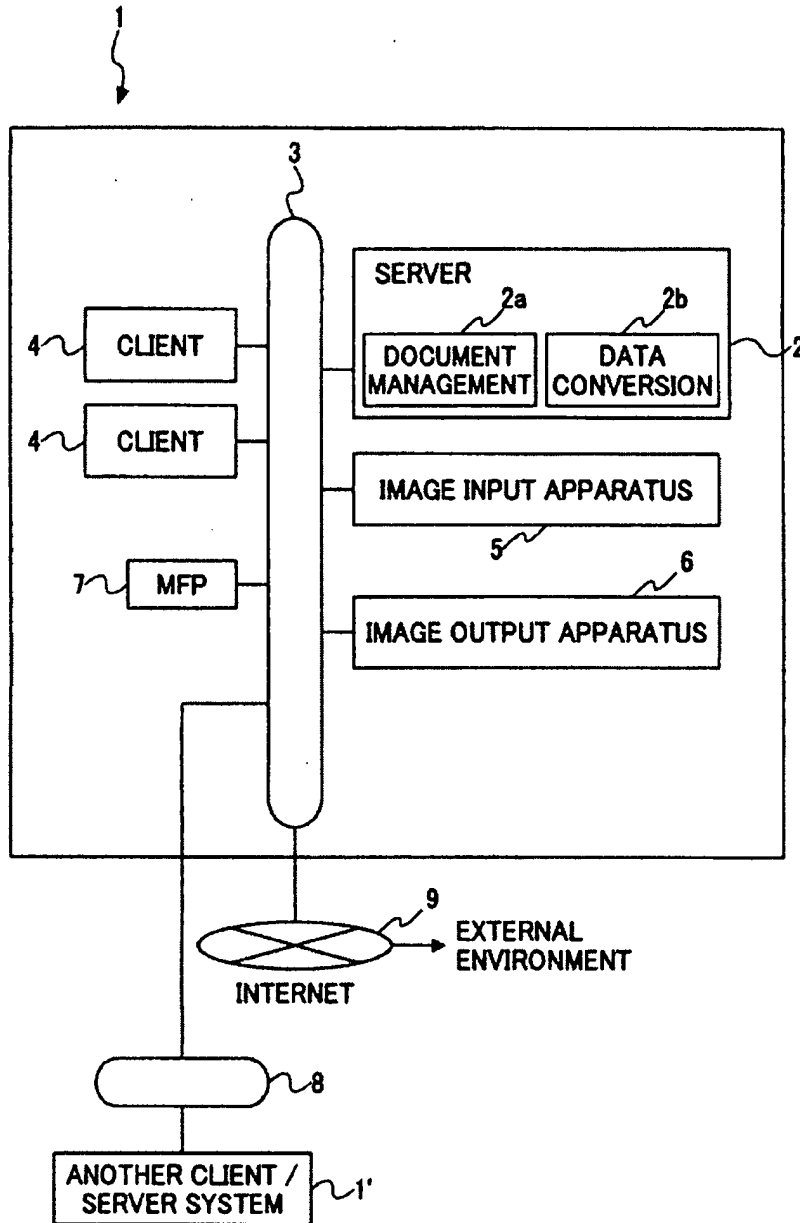 1
3
SERVER
2a
2b
DOCUMENT
MANAGEMENT
DATA
CONVERSION
2
4
CLIENT
4
CLIENT
IMAGE INPUT APPARATUS
5
7
MFP
6
IMAGE OUTPUT APPARATUS
9
EXTERNAL
ENVIRONMENT
INTERNET
8
ANOTHER CLIENT /
SERVER SYSTEM
1'